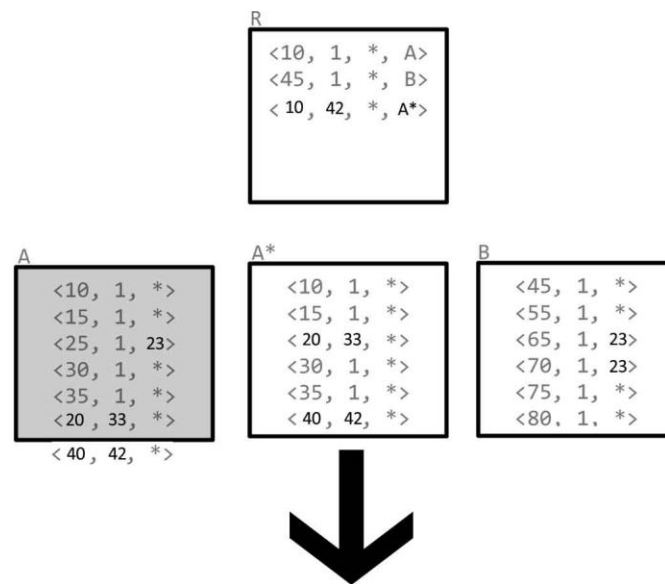 R
<10, 1, *, A>
<45, 1, *, B>
< 10 , 42 , *, A*>
A
<10, 1, *>
<15, 1, *>
<25, 1, 23>
<30, 1, *>
<35, 1, *>
<20 , 33, *>
< 40 , 42, *>
A*
<10, 1, *>
<15, 1, *>
< 20 , 33, *>
<30, 1, *>
<35, 1, *>
< 40 , 42, *>
B
<45, 1, *>
<55, 1, *>
<65, 1, 23>
<70, 1, 23>
<75, 1, *>
<80, 1, *>